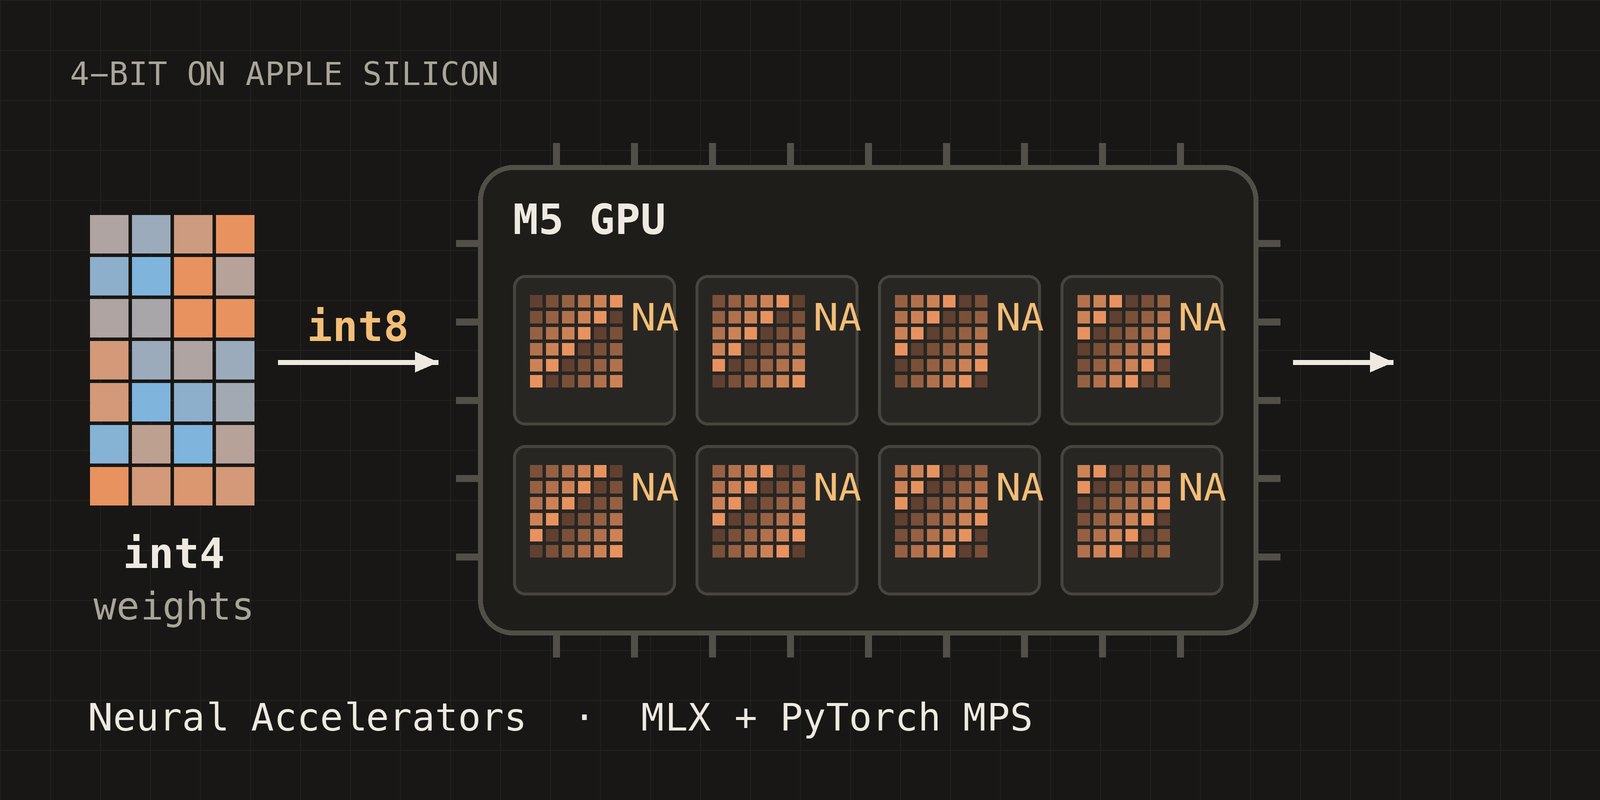 4−BIT ON APPLE SILICON
M5 GPU
NA NA NA NA
int8
NA NA NA NA
int4
weights
Neural Accelerators · MLX + PyTorch MPS